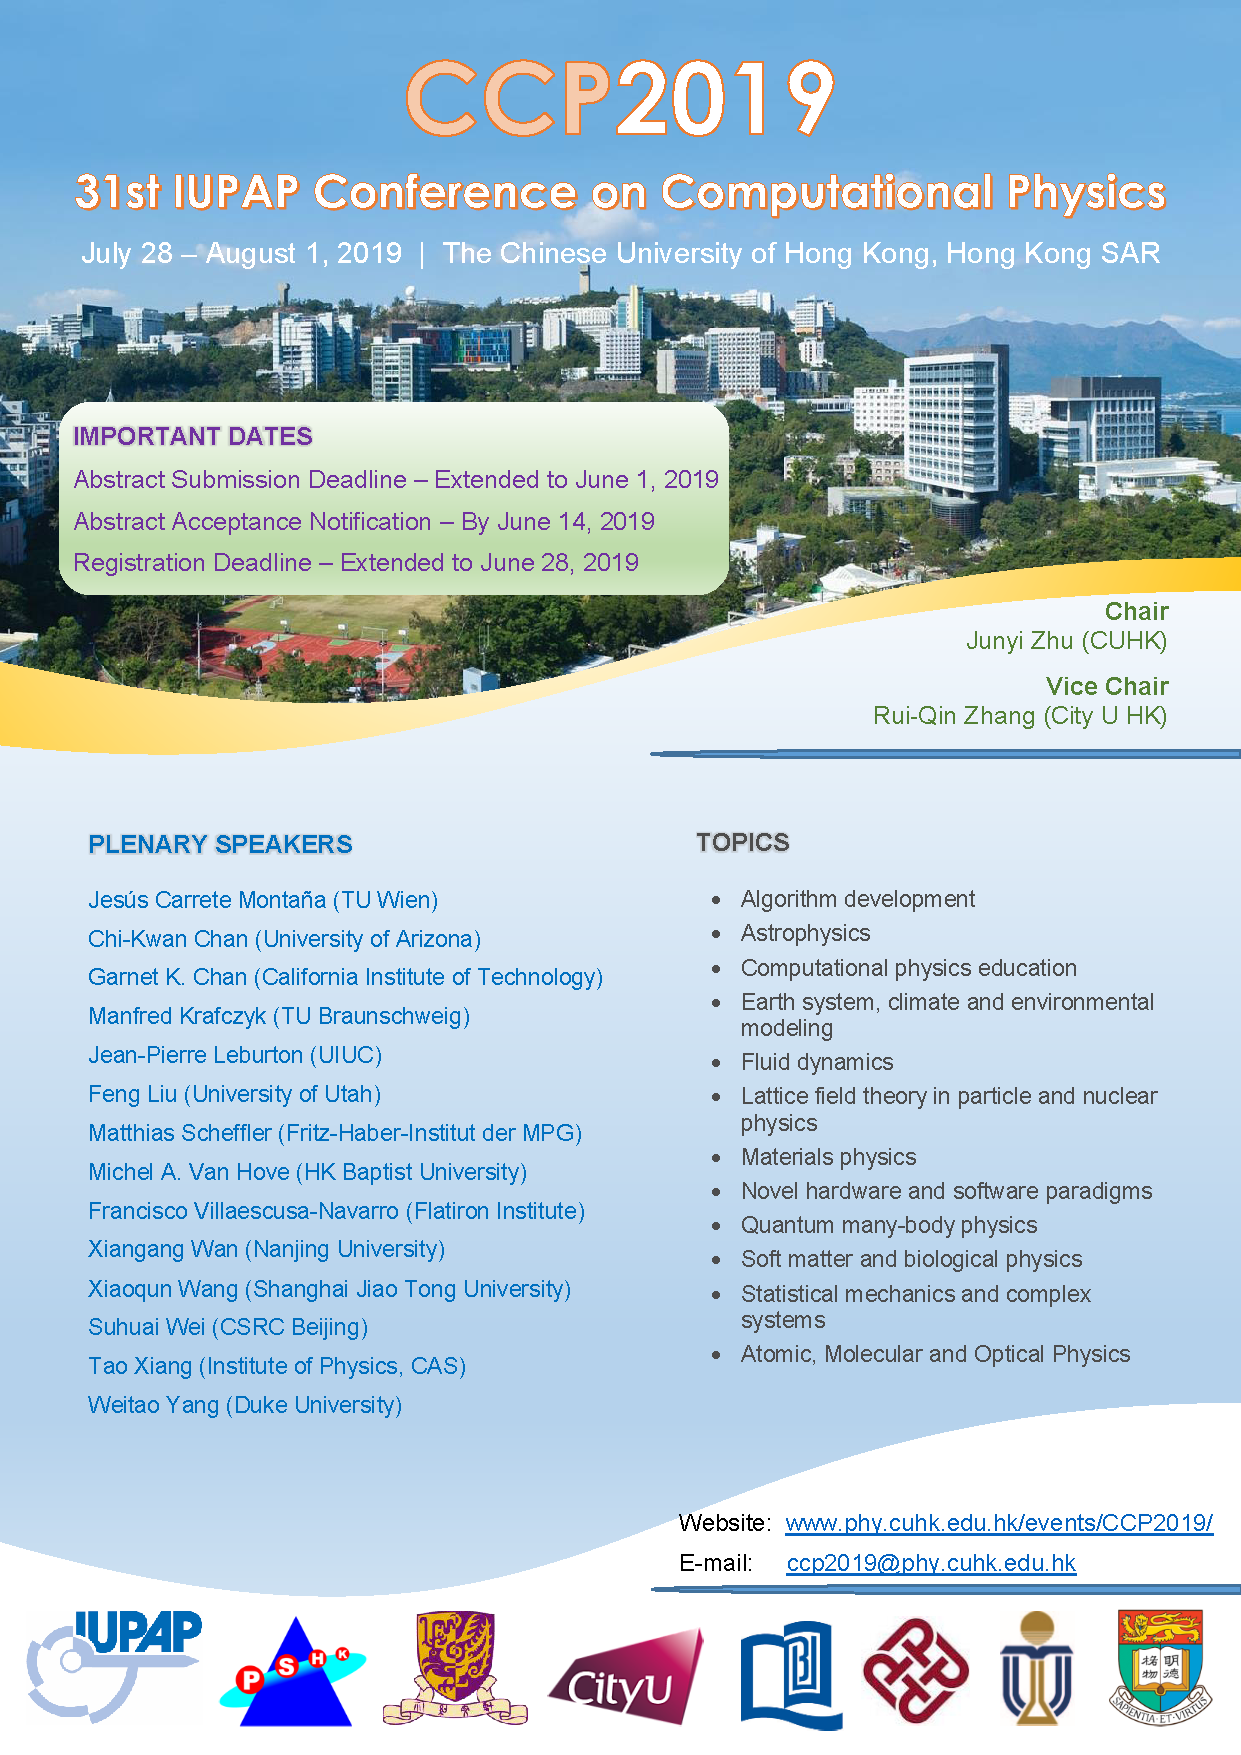 CCP2019
31st IUPAP Conference on Computational Physics
July 28 – August 1, 2019 | The Chinese University of Hong Kong, Hong Kong SAR
IMPORTANT DATES
Abstract Submission Deadline – Extended to June 1, 2019
Abstract Acceptance Notification – By June 14, 2019
Registration Deadline – Extended to June 28, 2019
Chair
Junyi Zhu (CUHK)
Vice Chair
Rui-Qin Zhang (City U HK)
PLENARY SPEAKERS
Jesús Carrete Montaña (TU Wien)
Chi-Kwan Chan (University of Arizona)
Garnet K. Chan (California Institute of Technology)
Manfred Krafczyk (TU Braunschweig)
Jean-Pierre Leburton (UIUC)
Feng Liu (University of Utah)
Matthias Scheffler (Fritz-Haber-Institut der MPG)
Michel A. Van Hove (HK Baptist University)
Francisco Villaescusa-Navarro (Flatiron Institute)
Xiangang Wan (Nanjing University)
Xiaoqun Wang (Shanghai Jiao Tong University)
Suhuai Wei (CSRC Beijing)
Tao Xiang (Institute of Physics, CAS)
Weitao Yang (Duke University)
TOPICS
• Algorithm development
• Astrophysics
• Computational physics education
• Earth system, climate and environmental
modeling
• Fluid dynamics
• Lattice field theory in particle and nuclear
physics
• Materials physics
• Novel hardware and software paradigms
• Quantum many-body physics
• Soft matter and biological physics
• Statistical mechanics and complex
systems
• Atomic, Molecular and Optical Physics
Website: www.phy.cuhk.edu.hk/events/CCP2019/
E-mail: ccp2019@phy.cuhk.edu.hk
IUPAP
PSHK
CityU
明德
格物
SAPIENTIA·ET·VIRTUS